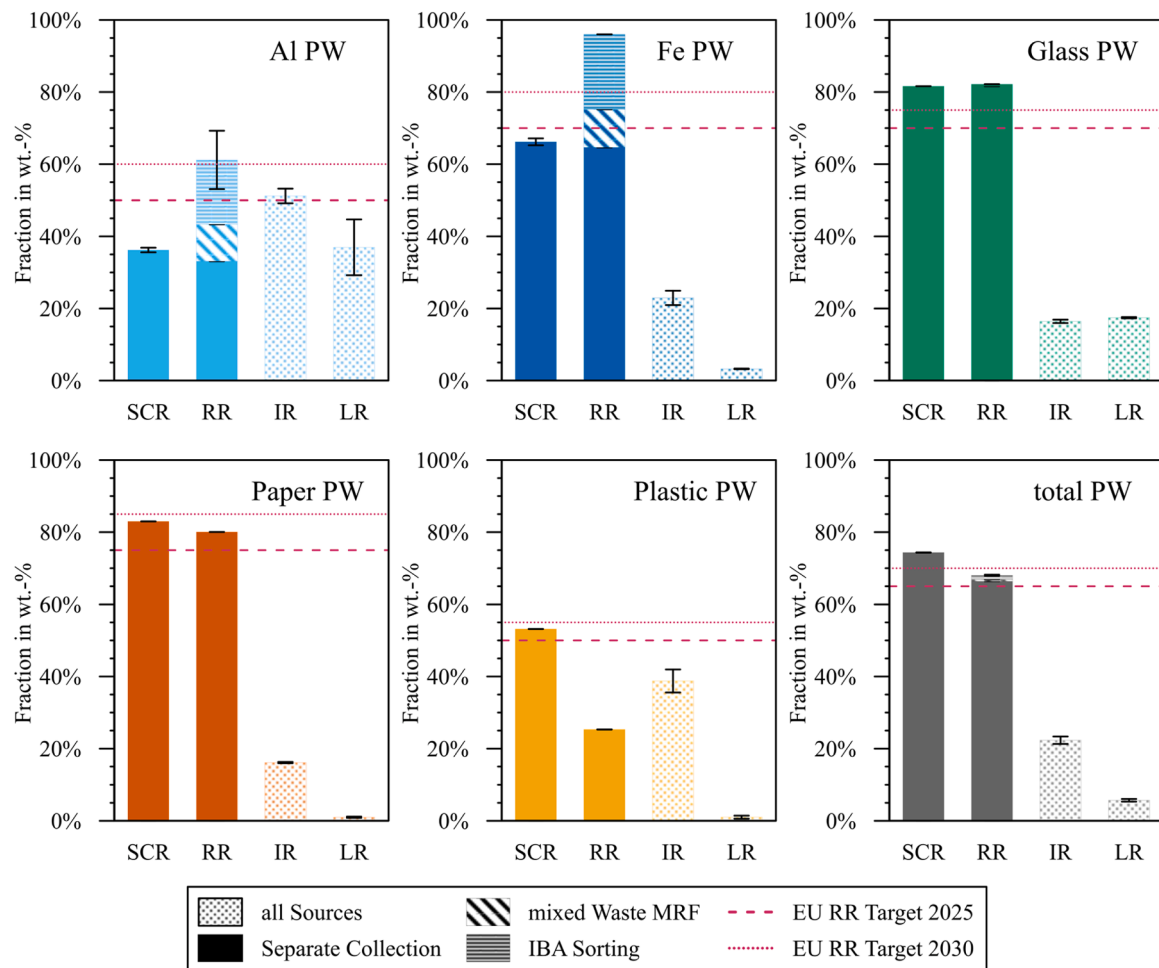 Al PW
Fe PW
Glass PW
Fraction in wt.-%
100%
80%
60%
40%
20%
0%
SCR RR IR LR
Fraction in wt.-%
100%
80%
60%
40%
20%
0%
SCR RR IR LR
Fraction in wt.-%
100%
80%
60%
40%
20%
0%
SCR RR IR LR
Paper PW
Plastic PW
total PW
Fraction in wt.-%
100%
80%
60%
40%
20%
0%
SCR RR IR LR
Fraction in wt.-%
100%
80%
60%
40%
20%
0%
SCR RR IR LR
Fraction in wt.-%
100%
80%
60%
40%
20%
0%
SCR RR IR LR
all Sources
mixed Waste MRF
EU RR Target 2025
Separate Collection
IBA Sorting
EU RR Target 2030